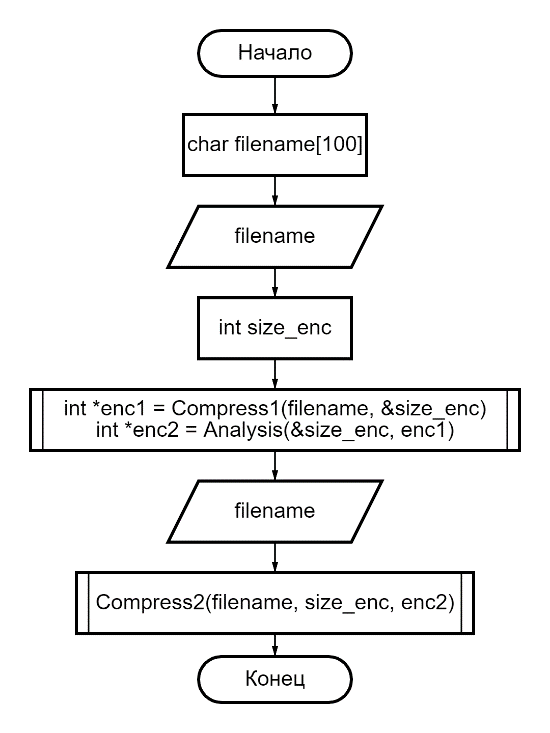 Начало
char filename[100]
filename
int size_enc
int *enc1 = Compress1(filename, &size_enc)
int *enc2 = Analysis(&size_enc, enc1)
filename
Compress2(filename, size_enc, enc2)
Конец